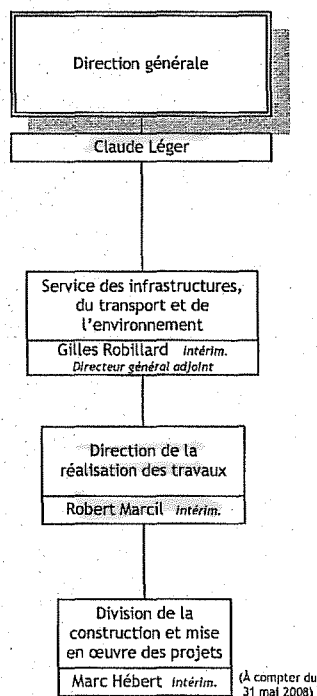 Direction générale
Claude Léger
Service des infrastructures,
du transport et de
l'environnement
Gilles Robillard intérim.
Directeur général adjoint
Direction de la
réalisation des travaux
Robert Marcil intérim.
Division de la
construction et mise
en œuvre des projets
Marc Hébert intérim.
(À compter du
31 mai 2008)